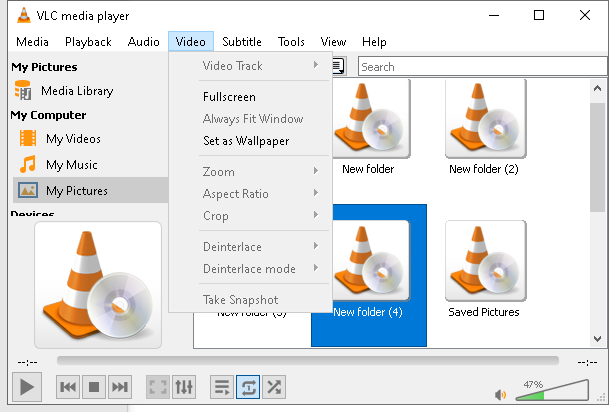 VLC media player
Media Playback Audio Video Subtitle Tools View Help
My Pictures
Media Library
My Computer
My Videos
My Music
My Pictures
Devices
Video Track
Fullscreen
Always Fit Window
Set as Wallpaper
Zoom
Aspect Ratio
Crop
Deinterlace
Deinterlace mode
Take Snapshot
Search
New folder
New folder (2)
New folder (3)
New folder (4)
Saved Pictures
--:--
--:--
47%